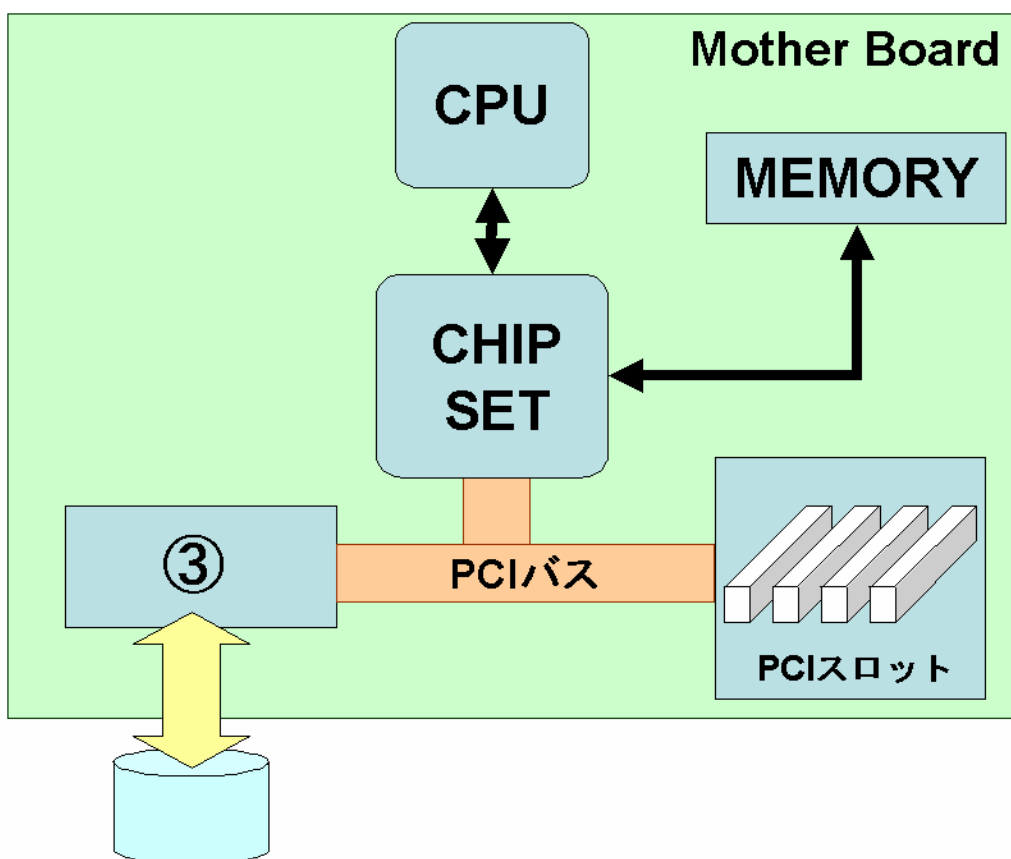 Mother Board
CPU
MEMORY
CHIP
SET
③
PCIバス
PCIスロット